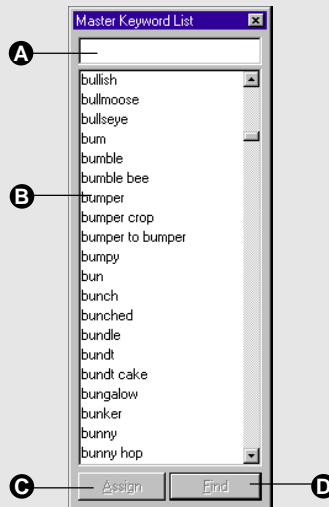 Master Keyword List
A
bullish
bullmoose
bullseye
bum
bumble
bumble bee
B
bumper
bumper crop
bumper to bumper
bumpy
bun
bunch
bunched
bundle
bundt
bundt cake
bungalow
bunker
bunny
bunny hop
C Assign Find D